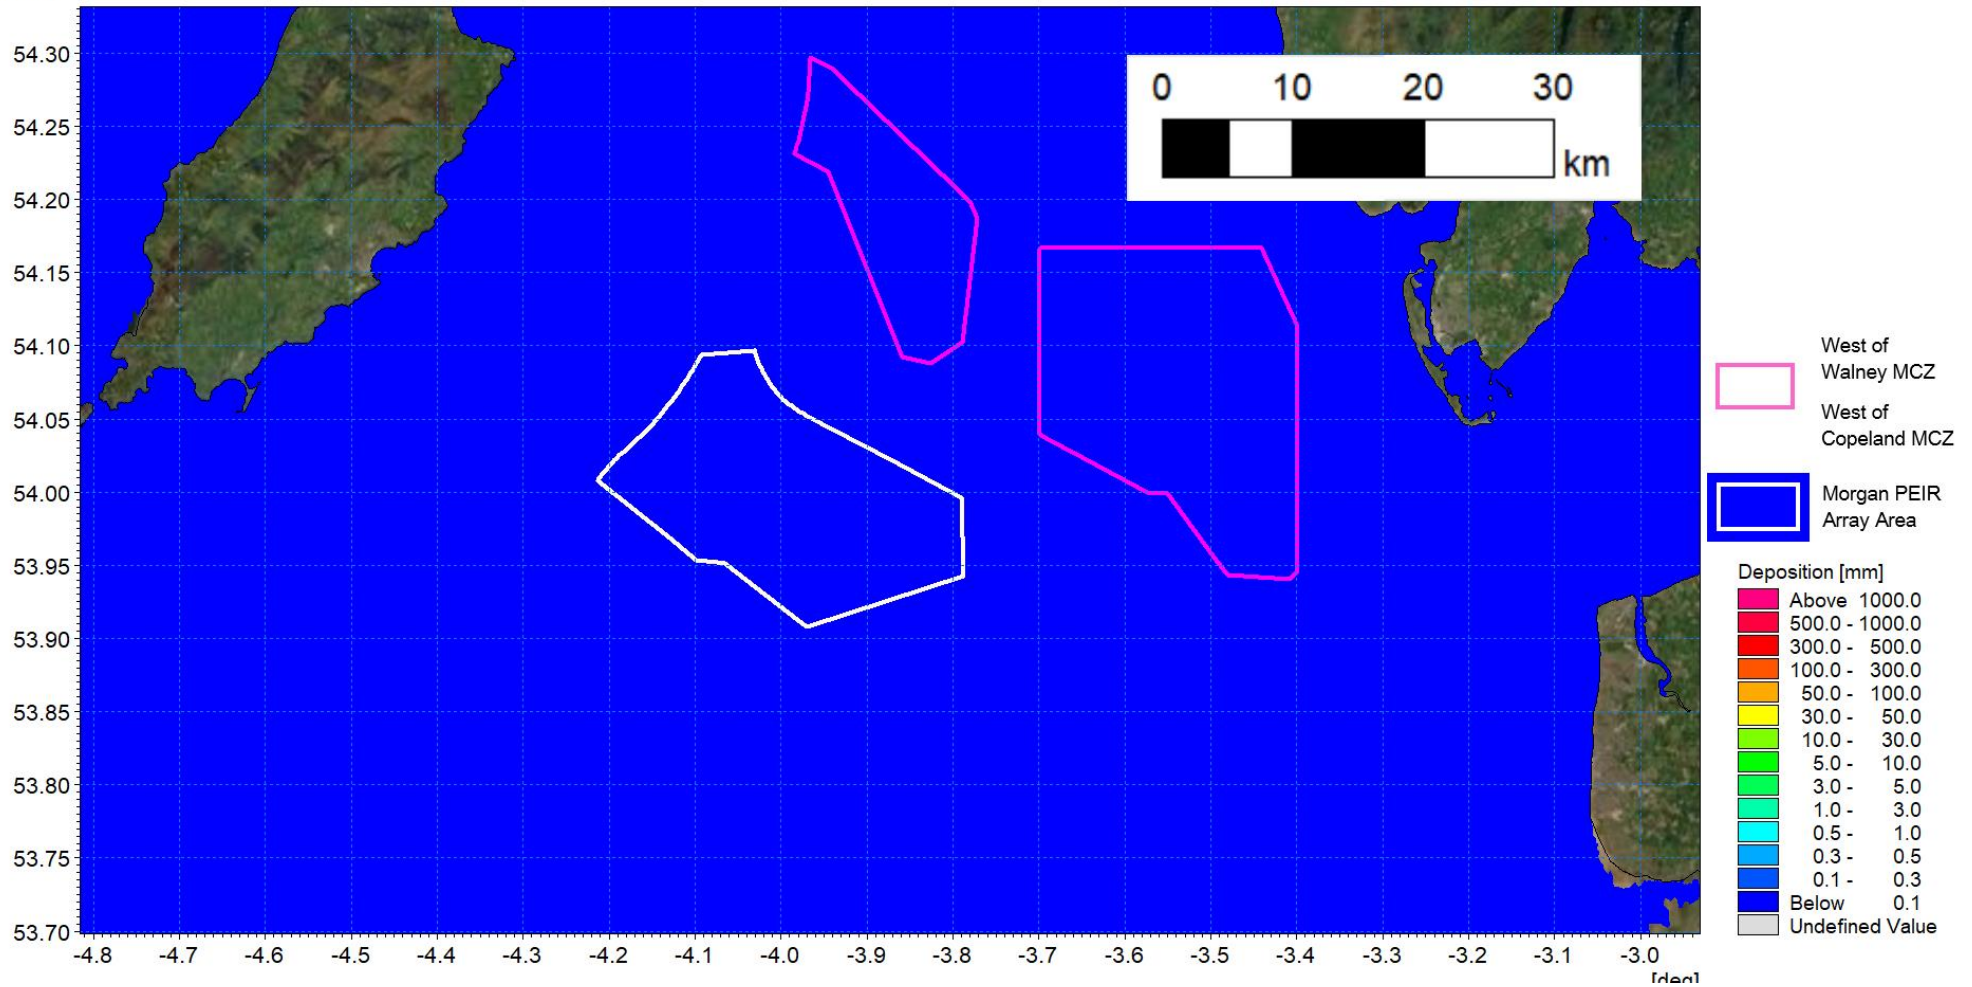 54.30
54.25
54.20
54.15
54.10
54.05
54.00
53.95
53.90
53.85
53.80
53.75
53.70
-4.8 -4.7 -4.6 -4.5 -4.4 -4.3 -4.2 -4.1 -4.0 -3.9 -3.8 -3.7 -3.6 -3.5 -3.4 -3.3 -3.2 -3.1 -3.0
[deg]
0 10 20 30
km
West of
Walney MCZ
West of
Copeland MCZ
Morgan PEIR
Array Area
Deposition [mm]
Above 1000.0
500.0 - 1000.0
300.0 - 500.0
100.0 - 300.0
50.0 - 100.0
30.0 - 50.0
10.0 - 30.0
5.0 - 10.0
3.0 - 5.0
1.0 - 3.0
0.5 - 1.0
0.3 - 0.5
0.1 - 0.3
Below 0.1
Undefined Value